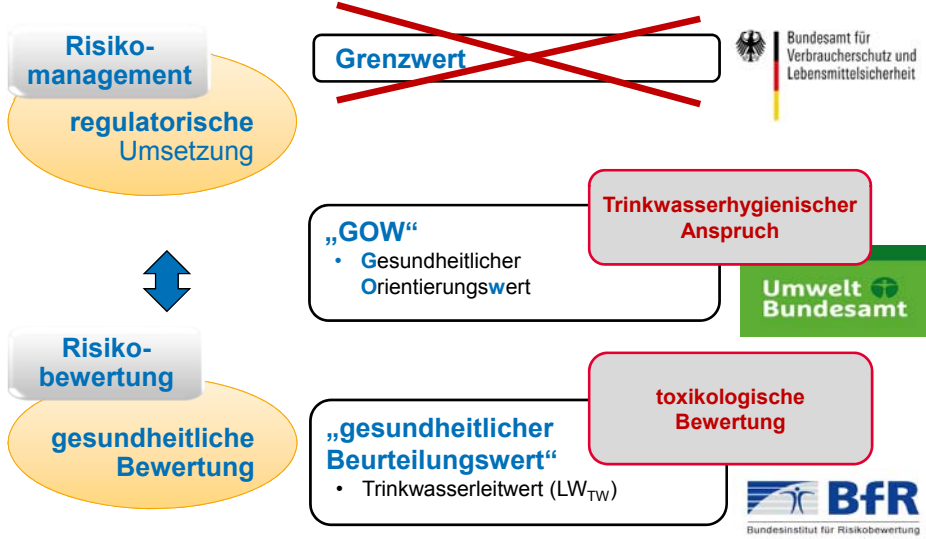 Risiko-
management
regulatorische
Umsetzung
Grenzwert
Bundesamt für
Verbraucherschutz und
Lebensmittelsicherheit
Trinkwasserhygienischer
Anspruch
„GOW“
• Gesundheitlicher
Orientierungswert
Umwelt
Bundesamt
Risiko-
bewertung
gesundheitliche
Bewertung
toxikologische
Bewertung
„gesundheitlicher
Beurteilungswert“
• Trinkwasserleitwert (LWTW)
BfR
Bundesinstitut für Risikobewertung